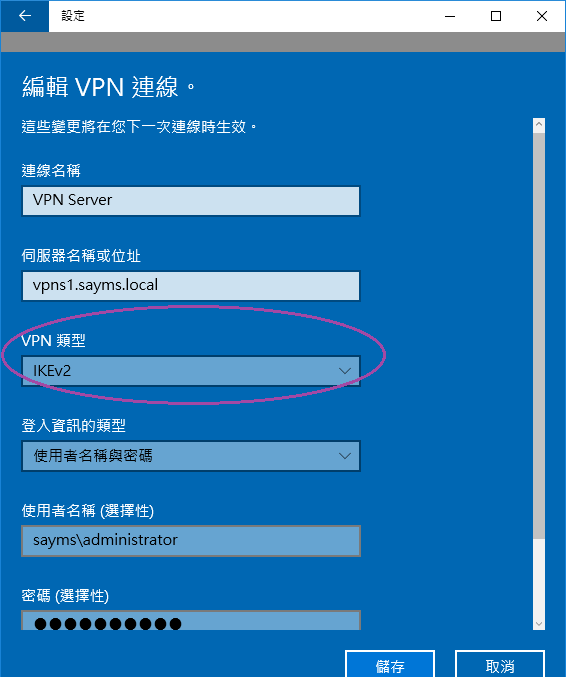 設定
編輯 VPN 連線。
這些變更將在您下一次連線時生效。
連線名稱
VPN Server
伺服器名稱或位址
vpns1.sayms.local
VPN 類型
IKEv2
登入資訊的類型
使用者名稱與密碼
使用者名稱 (選擇性)
sayms\administrator
密碼 (選擇性)
●●●●●●●●●●
儲存
取消